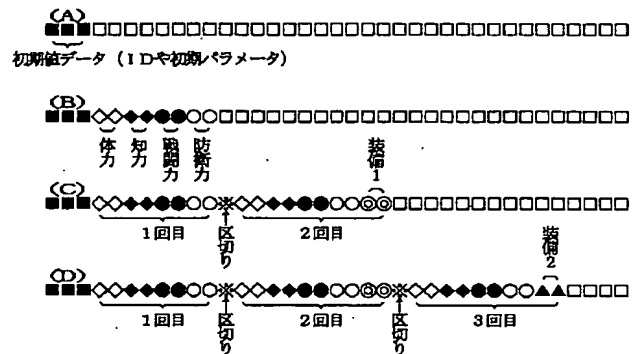 (A)
■■■□□□□□□□□□□□□□□□□□□□□□□□□□□□□□□□□□□
初期値データ（IDや初期パラメータ）
(B)
■■■◇◇◆◆●●○○□□□□□□□□□□□□□□□□□□□□□□□□□□
体力
知力
戦闘力
防衛力
装備1
(C)
■■■◇◇◆◆●●○○※◇◇◆◆●●○○◎◎□□□□□□□□□□□□□□□
1回目
↑区切り
2回目
装備2
(D)
■■■◇◇◆◆●●○○※◇◇◆◆●●○○◎◎※◇◇◆◆●●○○▲▲□□□□
1回目
↑区切り
2回目
↑区切り
3回目